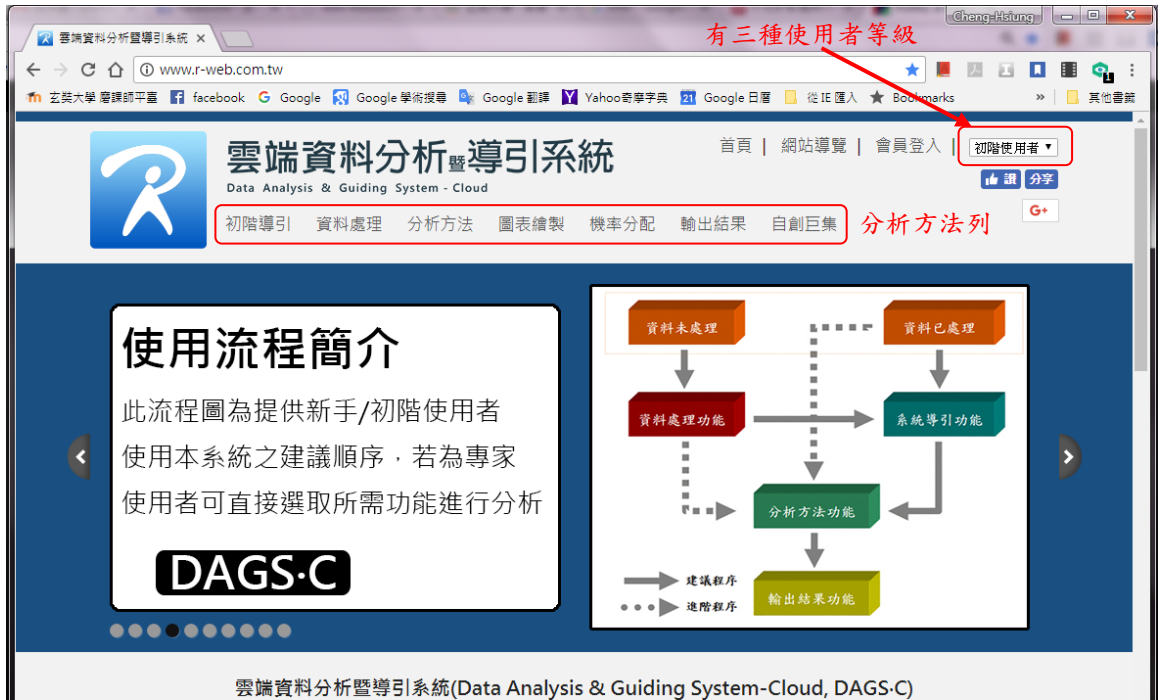 Cheng-Hsiung
雲端資料分析暨導引系統
有三種使用者等級
www.r-web.com.tw
玄奘大學 磨課師平臺 facebook Google Google 學術搜尋 Google 翻譯 Yahoo奇摩字典 21 Google 日曆 從 IE 匯入 Bookmarks » 其他書籤
首頁 | 網站導覽 | 會員登入 | 初階使用者
雲端資料分析暨導引系統
Data Analysis & Guiding System - Cloud
讚 分享
G+
初階導引 資料處理 分析方法 圖表繪製 機率分配 輸出結果 自創巨集
分析方法列
使用流程簡介
此流程圖為提供新手/初階使用者
使用本系統之建議順序，若為專家
使用者可直接選取所需功能進行分析
DAGS·C
資料未處理 資料已處理
資料處理功能 系統導引功能
分析方法功能
建議程序
進階程序
輸出結果功能
雲端資料分析暨導引系統(Data Analysis & Guiding System-Cloud, DAGS·C)